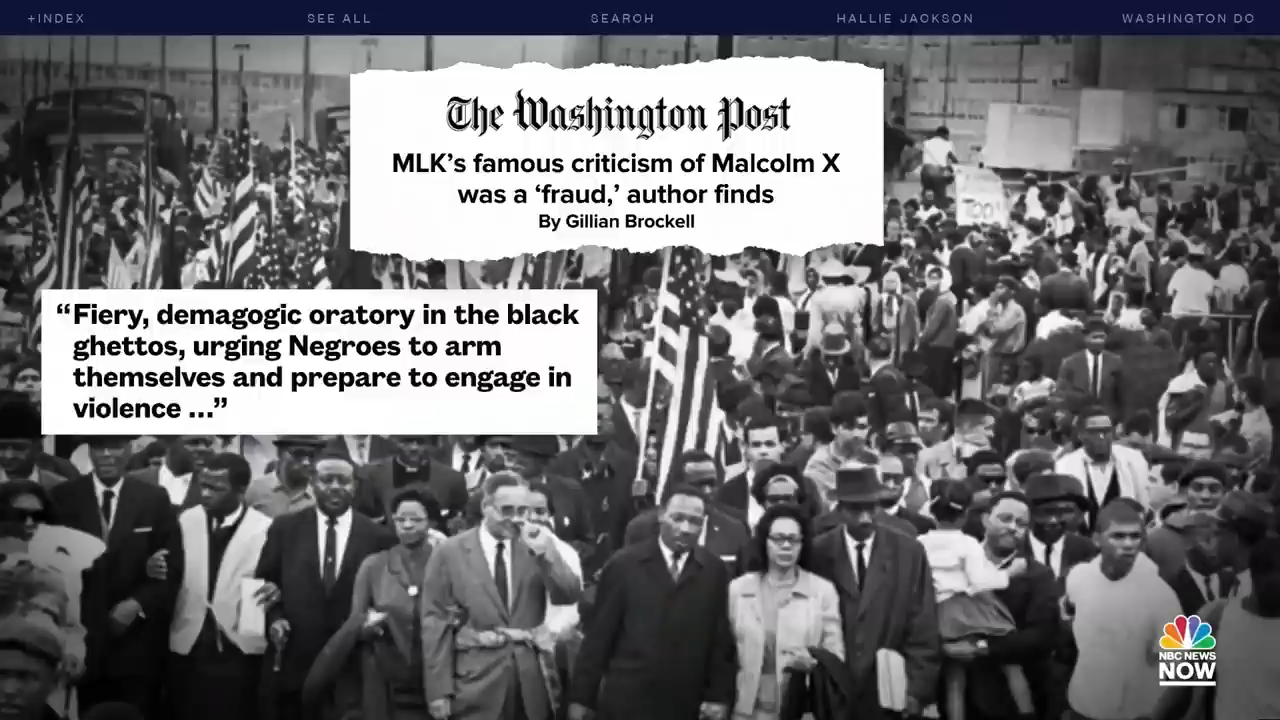 +INDEX
SEE ALL
SEARCH
HALLIE JACKSON
WASHINGTON DC
The Washington Post
MLK’s famous criticism of Malcolm X
was a ‘fraud,’ author finds
By Gillian Brockell
“Fiery, demagogic oratory in the black
ghettos, urging Negroes to arm
themselves and prepare to engage in
violence ...”
TOO!
NBC NEWS
NOW